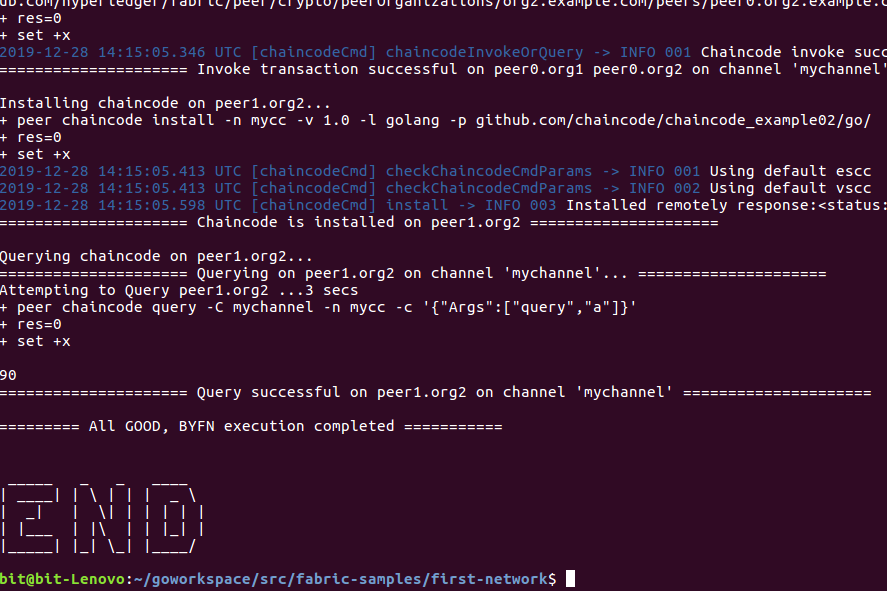 ub.com/hyperledger/fabric/peer/crypto/peerOrganizations/org2.example.com/peers/peer0.org2.example.c
+ res=0
+ set +x
2019-12-28 14:15:05.346 UTC [chaincodeCmd] chaincodeInvokeOrQuery -> INFO 001 Chaincode invoke succ
===================== Invoke transaction successful on peer0.org1 peer0.org2 on channel 'mychannel'
Installing chaincode on peer1.org2...
+ peer chaincode install -n mycc -v 1.0 -l golang -p github.com/chaincode/chaincode_example02/go/
+ res=0
+ set +x
2019-12-28 14:15:05.413 UTC [chaincodeCmd] checkChaincodeCmdParams -> INFO 001 Using default escc
2019-12-28 14:15:05.413 UTC [chaincodeCmd] checkChaincodeCmdParams -> INFO 002 Using default vscc
2019-12-28 14:15:05.598 UTC [chaincodeCmd] install -> INFO 003 Installed remotely response:<status:
===================== Chaincode is installed on peer1.org2 =====================
Querying chaincode on peer1.org2...
===================== Querying on peer1.org2 on channel 'mychannel'... =====================
Attempting to Query peer1.org2 ...3 secs
+ peer chaincode query -C mychannel -n mycc -c '{"Args":["query","a"]}'
+ res=0
+ set +x
90
===================== Query successful on peer1.org2 on channel 'mychannel' =====================
========= All GOOD, BYFN execution completed ===========
END
bit@bit-Lenovo:~/goworkspace/src/fabric-samples/first-network$